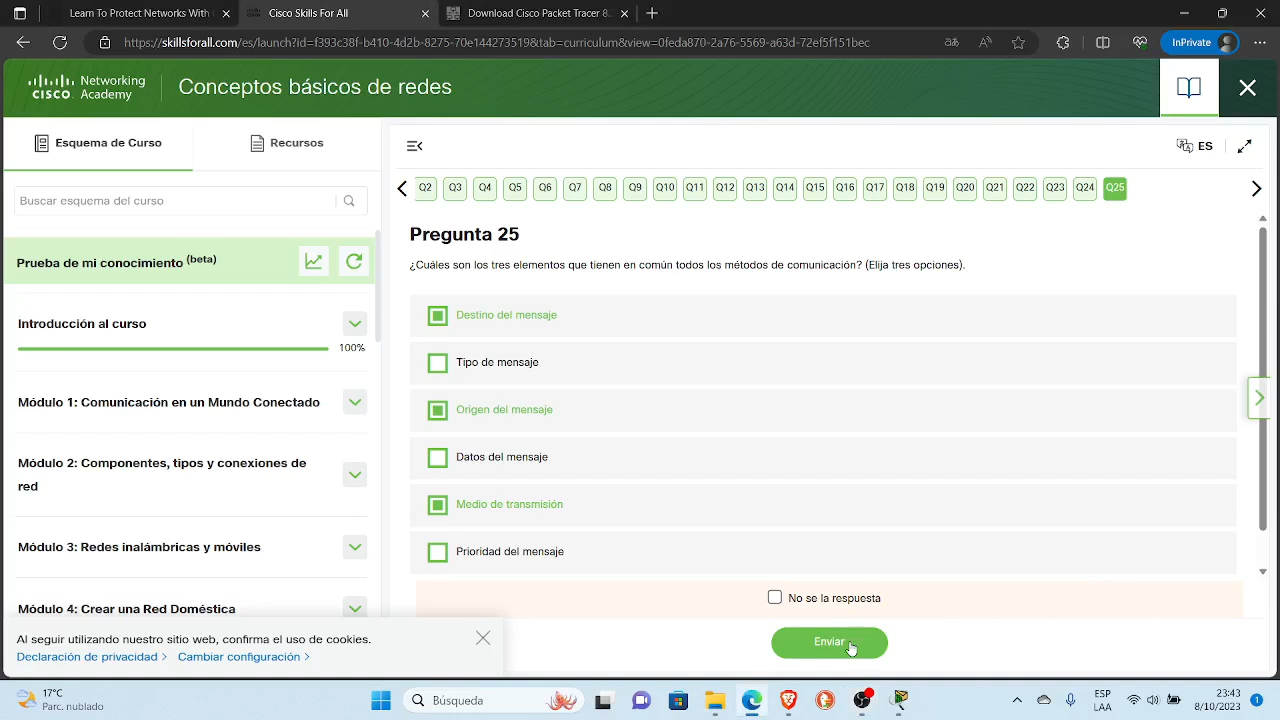 Learn To Protect Networks With
Cisco Skills For All
Download Cisco Packet Tracer 8.
https://skillsforall.com/es/launch?id=f393c38f-b410-4d2b-8275-70f144273519&tab=curriculum&view=0feda870-2a76-5569-a63d-72ef5f151bec
InPrivate
CISCO
Networking
Academy
Conceptos básicos de redes
Esquema de Curso
Recursos
Buscar esquema del curso
Prueba de mi conocimiento (beta)
Introducción al curso
100%
Módulo 1: Comunicación en un Mundo Conectado
Módulo 2: Componentes, tipos y conexiones de
red
Módulo 3: Redes inalámbricas y móviles
Módulo 4: Crear una Red Doméstica
ES
Q2 Q3 Q4 Q5 Q6 Q7 Q8 Q9 Q10 Q11 Q12 Q13 Q14 Q15 Q16 Q17 Q18 Q19 Q20 Q21 Q22 Q23 Q24 Q25
Pregunta 25
¿Cuáles son los tres elementos que tienen en común todos los métodos de comunicación? (Elija tres opciones).
Destino del mensaje
Tipo de mensaje
Origen del mensaje
Datos del mensaje
Medio de transmisión
Prioridad del mensaje
No se la respuesta
Enviar
Al seguir utilizando nuestro sitio web, confirma el uso de cookies.
Declaración de privacidad >
Cambiar configuración >
17°C
Parc. nublado
Búsqueda
ESP
LAA
23:43
8/10/2023
1